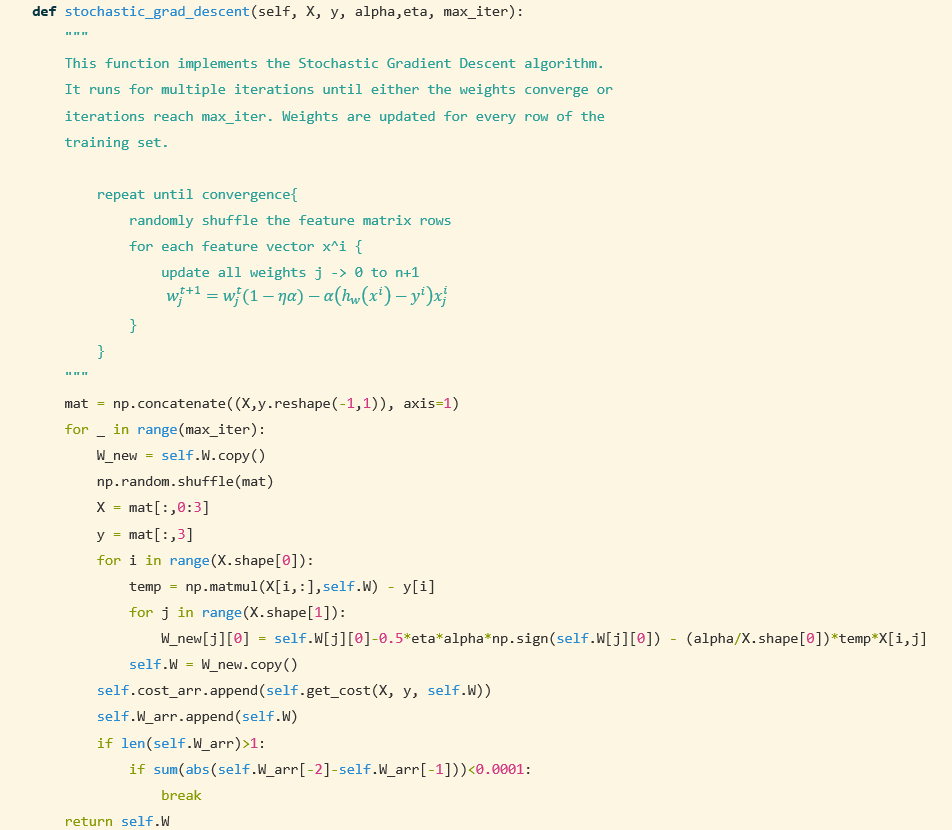 def stochastic_grad_descent(self, X, y, alpha,eta, max_iter):
"""
This function implements the Stochastic Gradient Descent algorithm.
It runs for multiple iterations until either the weights converge or
iterations reach max_iter. Weights are updated for every row of the
training set.
repeat until convergence{
randomly shuffle the feature matrix rows
for each feature vector x^i {
update all weights j -> 0 to n+1
w_j^{t+1} = w_j^t(1 − ηα) − α(h_w(x^i) − y^i)x_j^i
}
}
"""
mat = np.concatenate((X,y.reshape(-1,1)), axis=1)
for _ in range(max_iter):
W_new = self.W.copy()
np.random.shuffle(mat)
X = mat[:,0:3]
y = mat[:,3]
for i in range(X.shape[0]):
temp = np.matmul(X[i,:],self.W) - y[i]
for j in range(X.shape[1]):
W_new[j][0] = self.W[j][0]-0.5*eta*alpha*np.sign(self.W[j][0]) - (alpha/X.shape[0])*temp*X[i,j]
self.W = W_new.copy()
self.cost_arr.append(self.get_cost(X, y, self.W))
self.W_arr.append(self.W)
if len(self.W_arr)>1:
if sum(abs(self.W_arr[-2]-self.W_arr[-1]))<0.0001:
break
return self.W